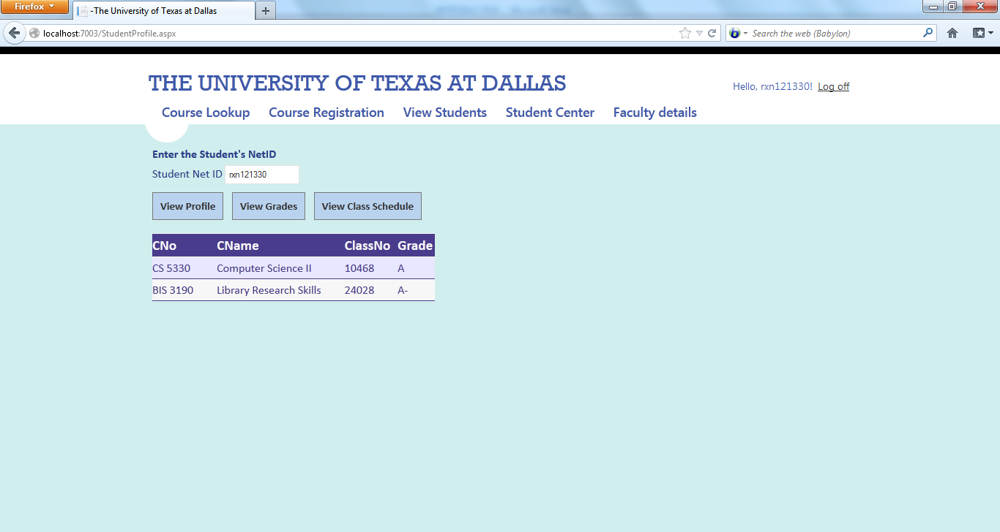 Firefox
-The University of Texas at Dallas
localhost:7003/StudentProfile.aspx
Search the web (Babylon)
THE UNIVERSITY OF TEXAS AT DALLAS
Hello, rxn121330! Log off
Course Lookup Course Registration View Students Student Center Faculty details
Enter the Student's NetID
Student Net ID rxn121330
View Profile View Grades View Class Schedule
CNo CName ClassNo Grade
CS 5330 Computer Science II 10468 A
BIS 3190 Library Research Skills 24028 A-